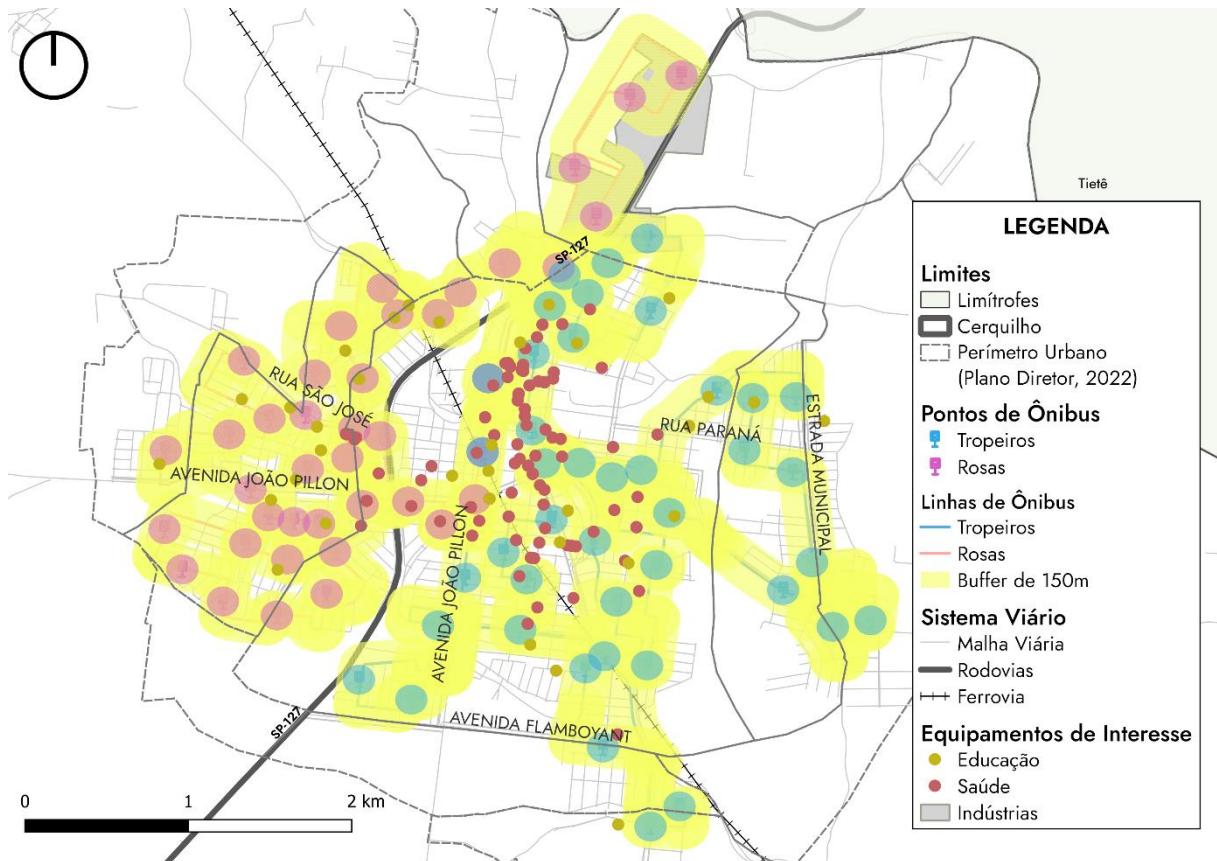 Tietê
SP-127
RUA SÃO JOSÉ
AVENIDA JOÃO PILLON
RUA PARANÁ
ESTRADA MUNICIPAL
AVENIDA JOÃO PILLON
AVENIDA FLAMBOYANT
SP-127
0 1 2 km
LEGENDA
Limites
Limítrofes
Cerquilho
Perímetro Urbano
(Plano Diretor, 2022)
Pontos de Ônibus
Tropeiros
Rosas
Linhas de Ônibus
Tropeiros
Rosas
Buffer de 150m
Sistema Viário
Malha Viária
Rodovias
Ferrovia
Equipamentos de Interesse
Educação
Saúde
Indústrias